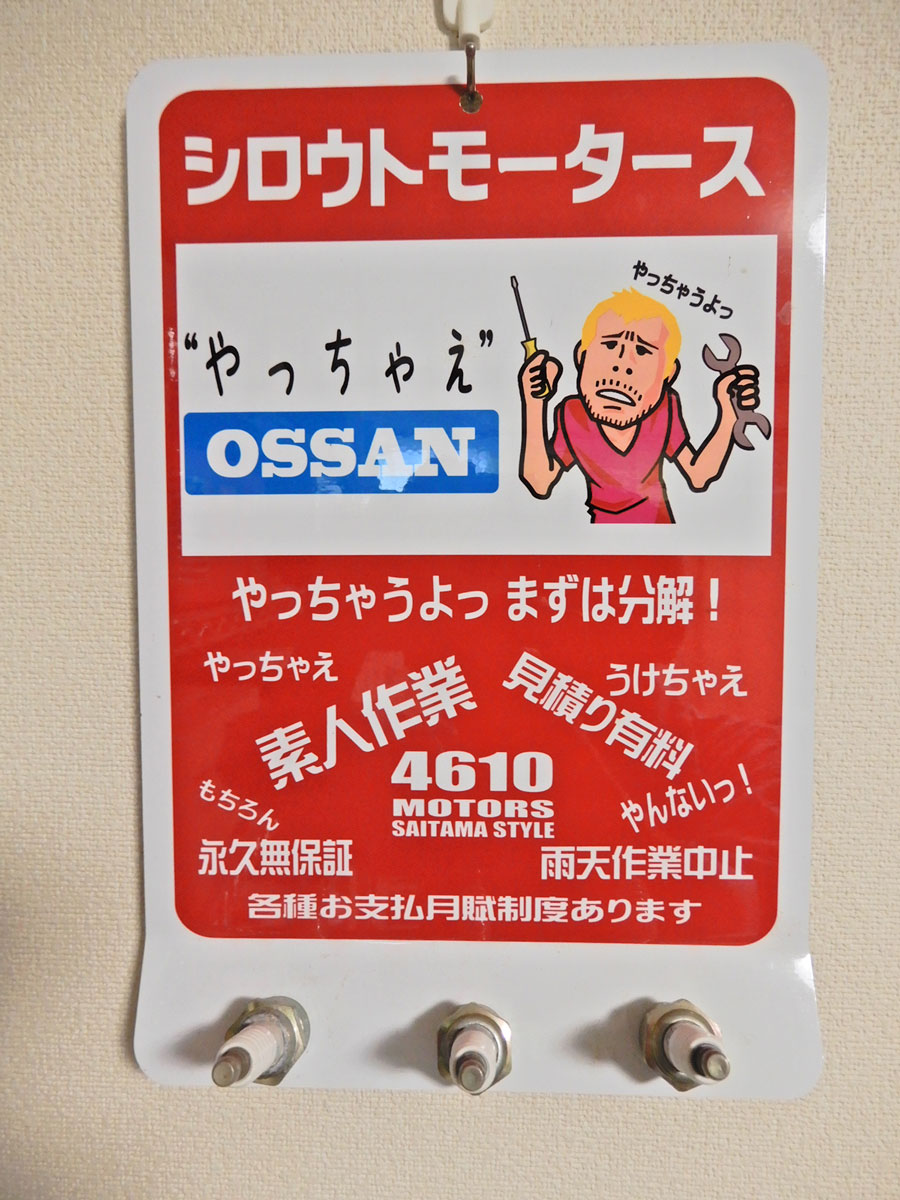 シロウトモータース
やっちゃうよっ
“やっちゃえ”
OSSAN
やっちゃうよっ まずは分解！
やっちゃえ
素人作業
見積り有料
うけちゃえ
4610
MOTORS
SAITAMA STYLE
もちろん
永久無保証
やんないっ！
雨天作業中止
各種お支払月賦制度あります